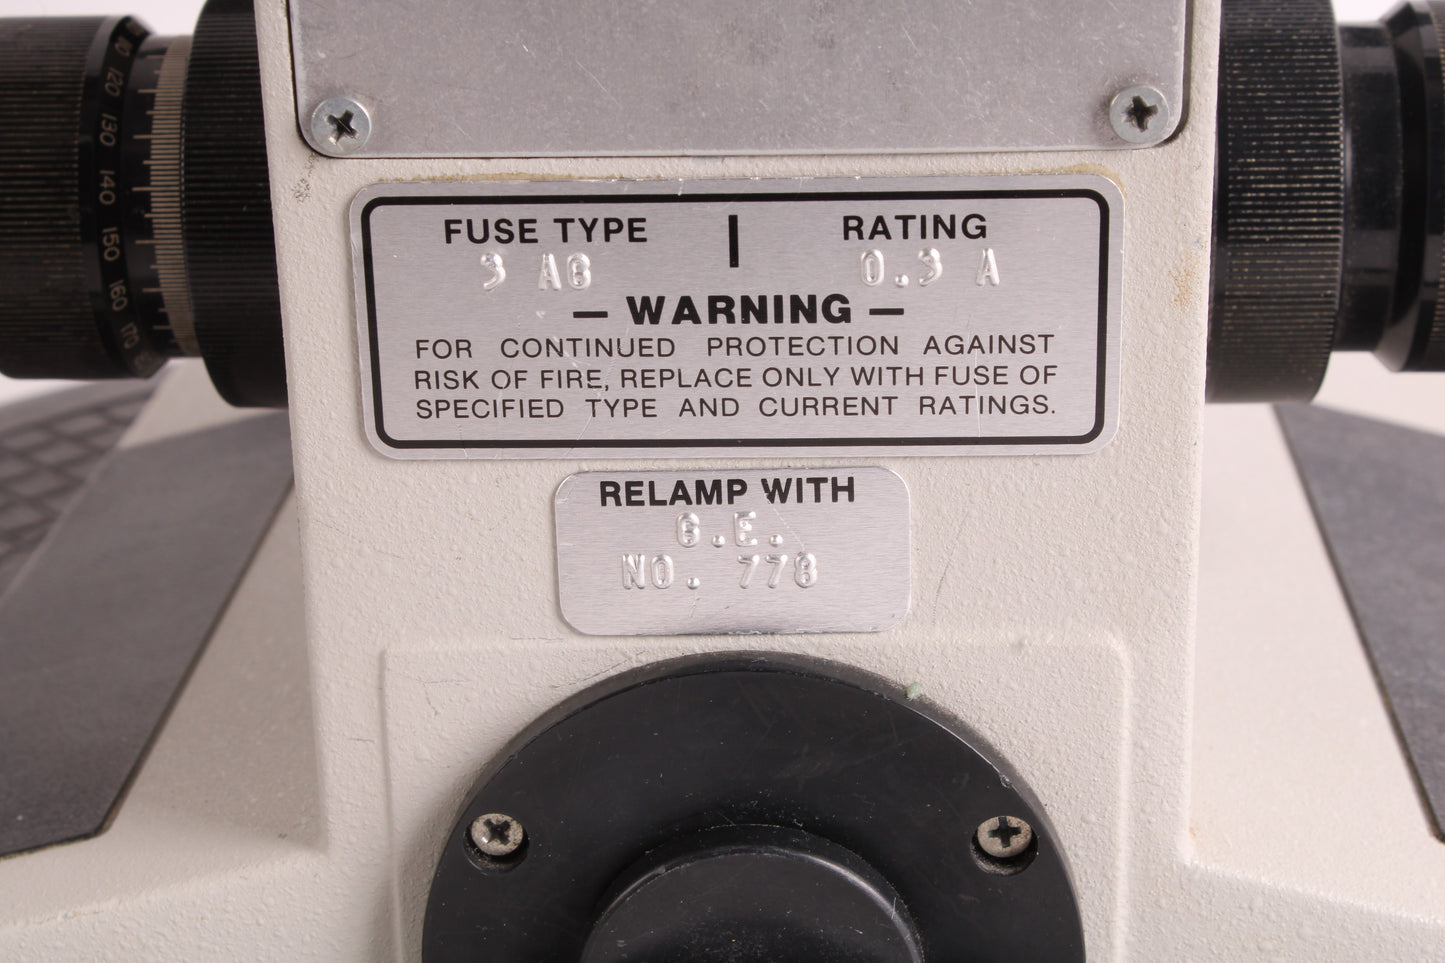 FUSE TYPE | RATING
3 AG 0.3 A
— WARNING —
FOR CONTINUED PROTECTION AGAINST
RISK OF FIRE, REPLACE ONLY WITH FUSE OF
SPECIFIED TYPE AND CURRENT RATINGS.
RELAMP WITH
G.E.
NO. 778
120
130
140
150
160
170